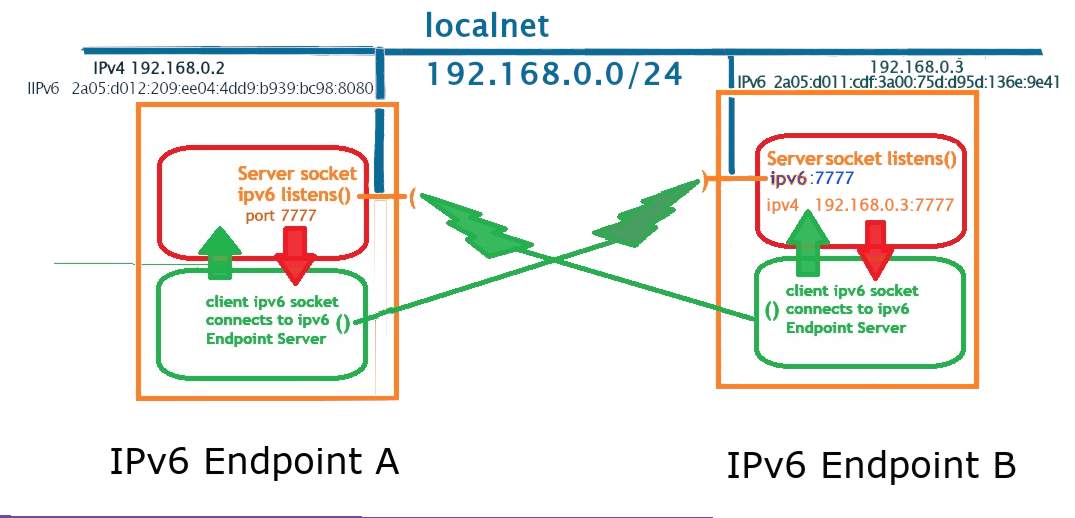 localnet
192.168.0.0/24
IPv4 192.168.0.2
IIPv6 2a05:d012:209:ee04:4dd9:b939:bc98:8080
192.168.0.3
IPv6 2a05:d011:cdf:3a00:75d:d95d:136e:9e41
Server socket
ipv6 listens()
port 7777
(
client ipv6 socket
connects to ipv6 ()
Endpoint Server
)
Server socket listens()
ipv6 :7777
ipv4 192.168.0.3:7777
client ipv6 socket
() connects to ipv6
Endpoint Server
IPv6 Endpoint A
IPv6 Endpoint B